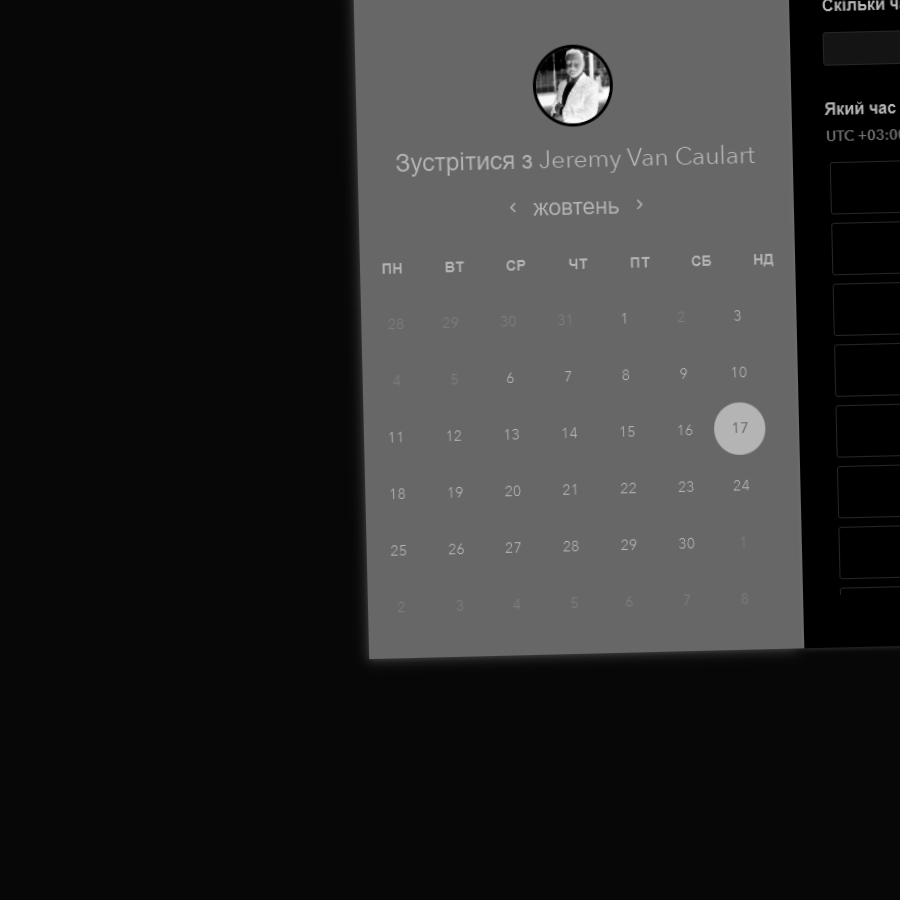 Зустрітися з Jeremy Van Caulart
‹ жовтень ›
ПН ВТ СР ЧТ ПТ СБ НД
28 29 30 31 1 2 3
4 5 6 7 8 9 10
11 12 13 14 15 16 17
18 19 20 21 22 23 24
25 26 27 28 29 30 1
2 3 4 5 6 7 8
Скільки
Який час
UTC +03:0